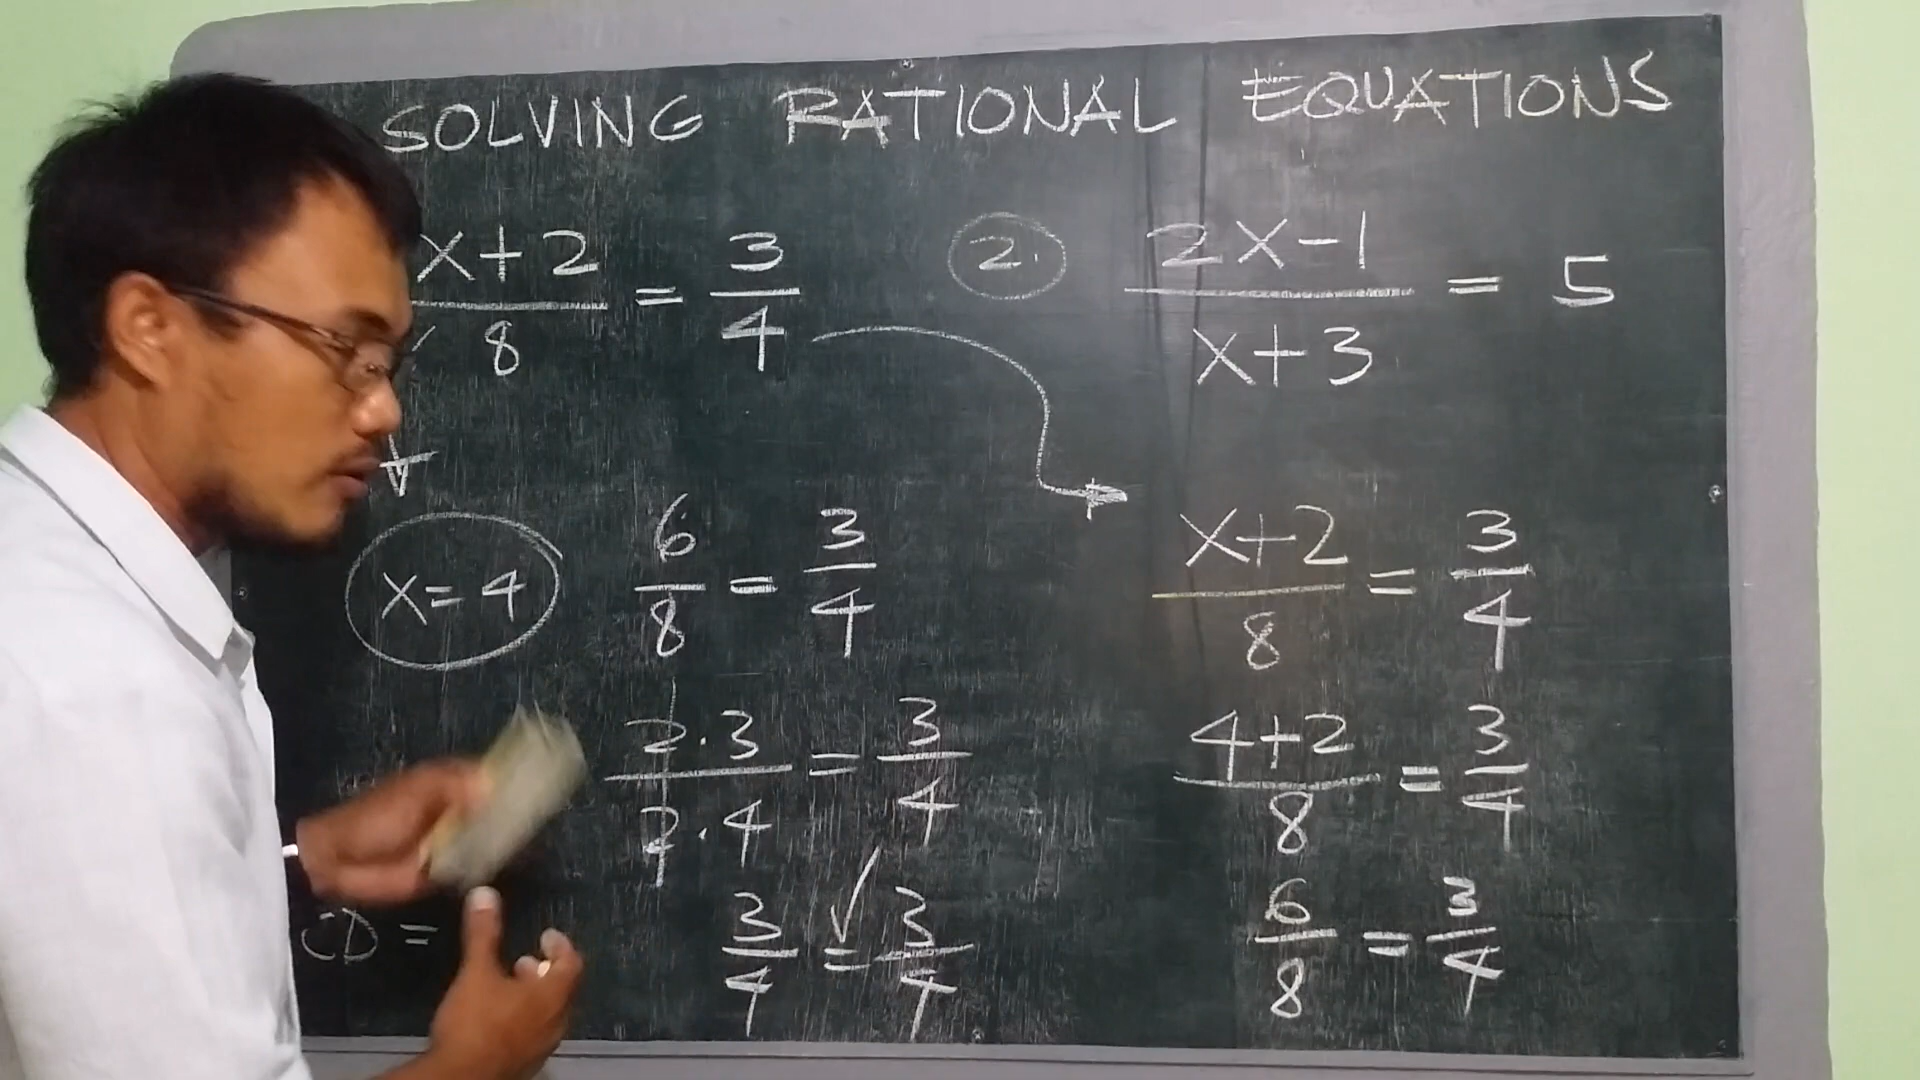 SOLVING RATIONAL EQUATIONS
x+2/8 = 3/4
2. 2x-1/x+3 = 5
x=4
6/8 = 3/4
2·3/2·4 = 3/4
3/4 = 3/4
CD =
x+2/8 = 3/4
4+2/8 = 3/4
6/8 = 3/4